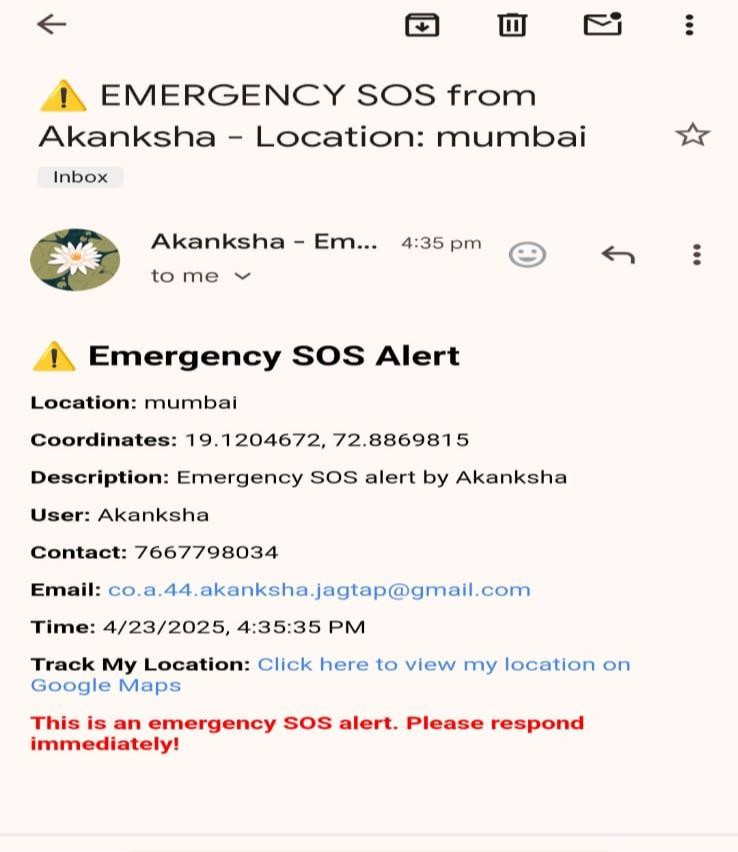 ⚠️ EMERGENCY SOS from
Akanksha - Location: mumbai
Inbox
Akanksha - Em... 4:35 pm
to me
⚠️ Emergency SOS Alert
Location: mumbai
Coordinates: 19.1204672, 72.8869815
Description: Emergency SOS alert by Akanksha
User: Akanksha
Contact: 7667798034
Email: co.a.44.akanksha.jagtap@gmail.com
Time: 4/23/2025, 4:35:35 PM
Track My Location: Click here to view my location on
Google Maps
This is an emergency SOS alert. Please respond
immediately!